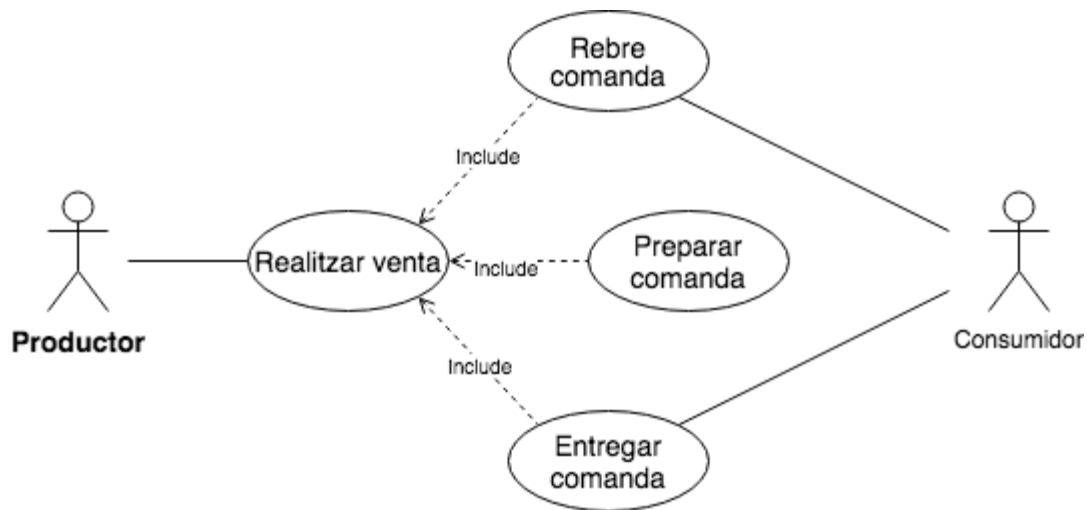 Rebre
comanda
Include
Realitzar venta
Include
Preparar
comanda
Productor
Consumidor
Include
Entregar
comanda